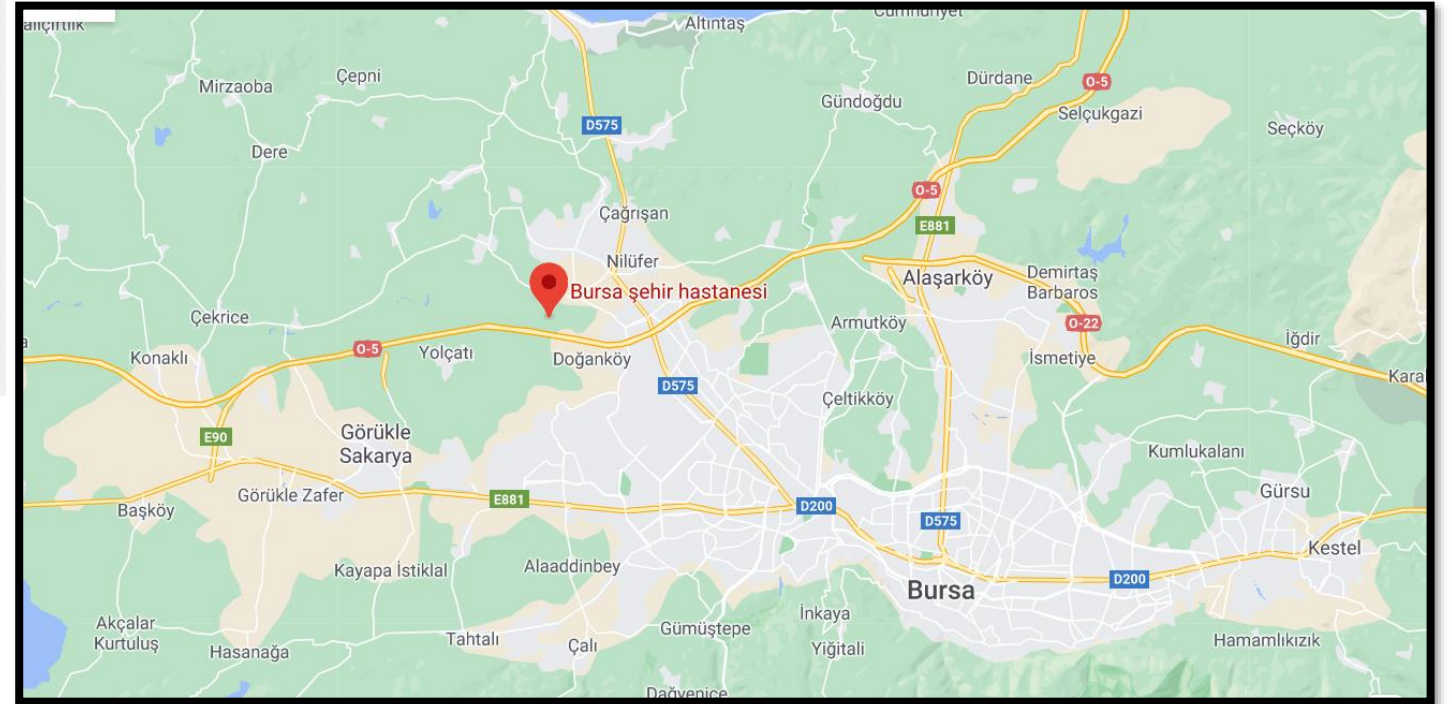 Altıntaş
Mirzaoba
Çepni
Dürdane
O-5
Gündoğdu
Selçukgazi
D575
Seçköy
Dere
O-5
Çağrışan
E881
Nilüfer
Alaşarköy
Demirtaş
Barbaros
Bursa şehir hastanesi
Çekrice
Armutköy
O-22
İğdir
O-5
Yolçatı
Konaklı
Doğanköy
İsmetiye
D575
Çeltikköy
E90
Görükle
Sakarya
Kumlukalanı
Görükle Zafer
E881
Gürsu
Başköy
D200
D575
Kestel
Kayapa İstiklal
Alaaddinbey
D200
Bursa
Akçalar
Kurtuluş
İnkaya
Hasanağa
Tahtalı
Çalı
Gümüştepe
Yiğitali
Hamamlıkızık
Dağyenice